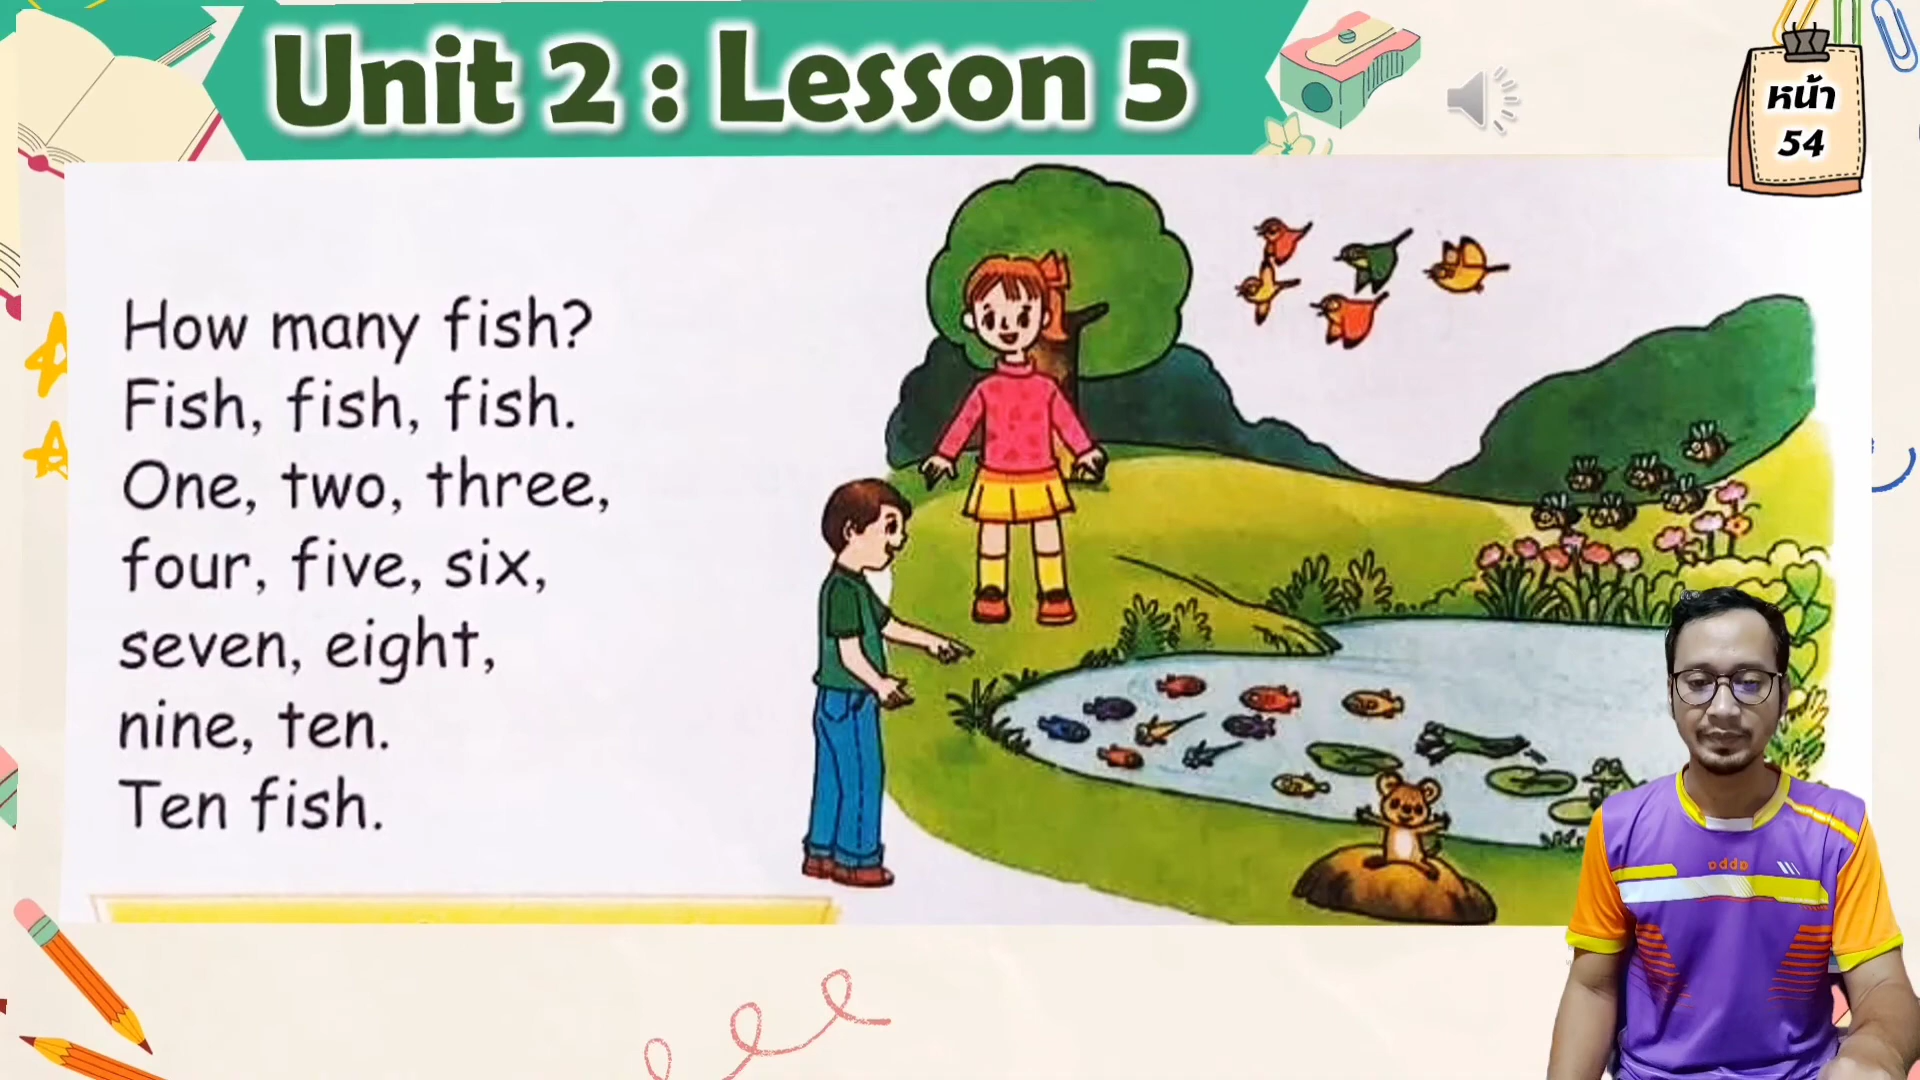 Unit 2 : Lesson 5
หน้า
54
How many fish?
Fish, fish, fish.
One, two, three,
four, five, six,
seven, eight,
nine, ten.
Ten fish.